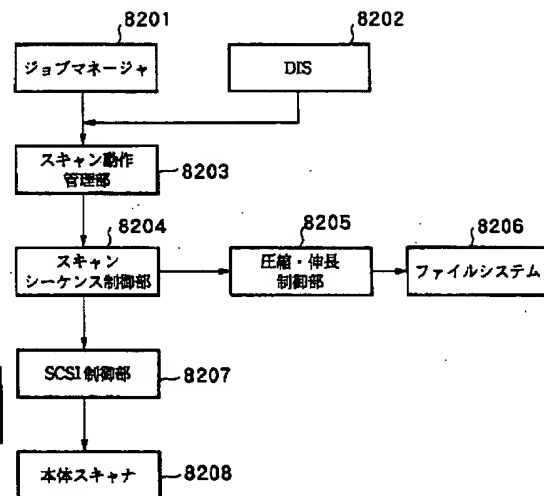 8201
8202
ジョブマネージャ
DIS
スキャン動作
管理部
8203
8204
8205
8206
スキャン
シーケンス制御部
圧縮・伸長
制御部
ファイルシステム
SCSI制御部
8207
本体スキャナ
8208